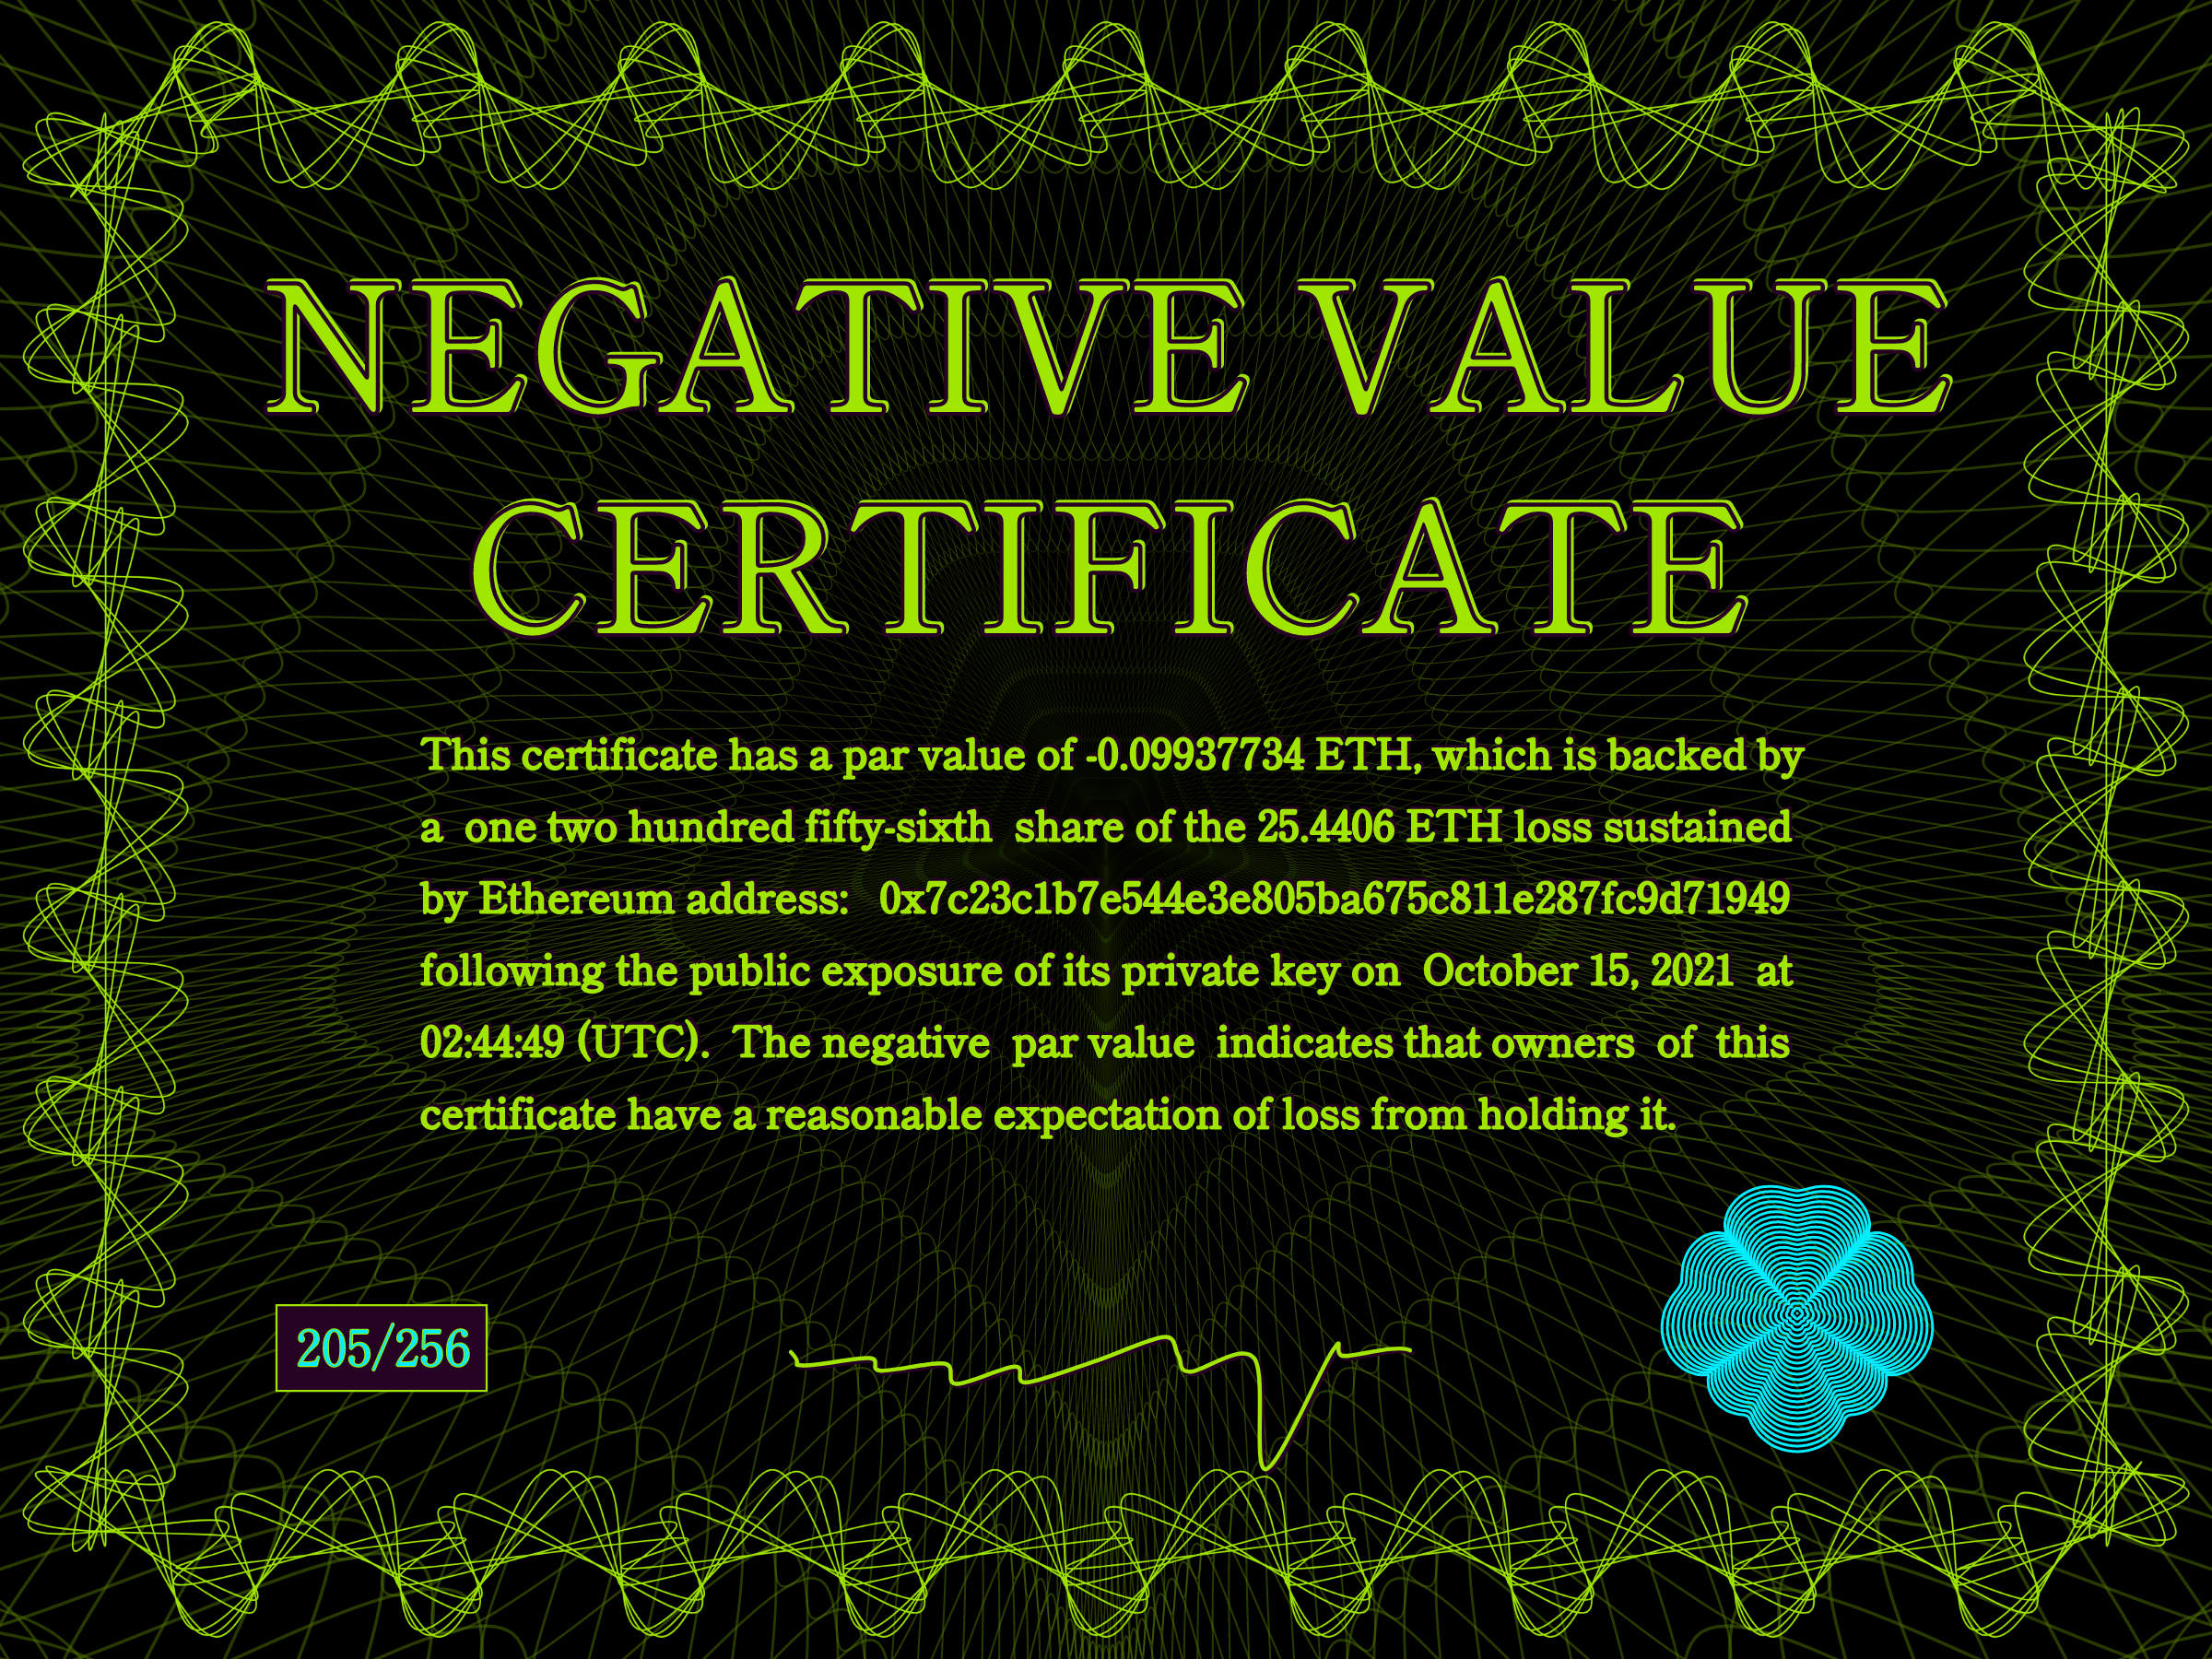 NEGATIVE VALUE
CERTIFICATE
This certificate has a par value of -0.09937734 ETH, which is backed by
a one two hundred fifty-sixth share of the 25.4406 ETH loss sustained
by Ethereum address: 0x7c23c1b7e544e3e805ba675c811e287fc9d71949
following the public exposure of its private key on October 15, 2021 at
02:44:49 (UTC). The negative par value indicates that owners of this
certificate have a reasonable expectation of loss from holding it.
205/256